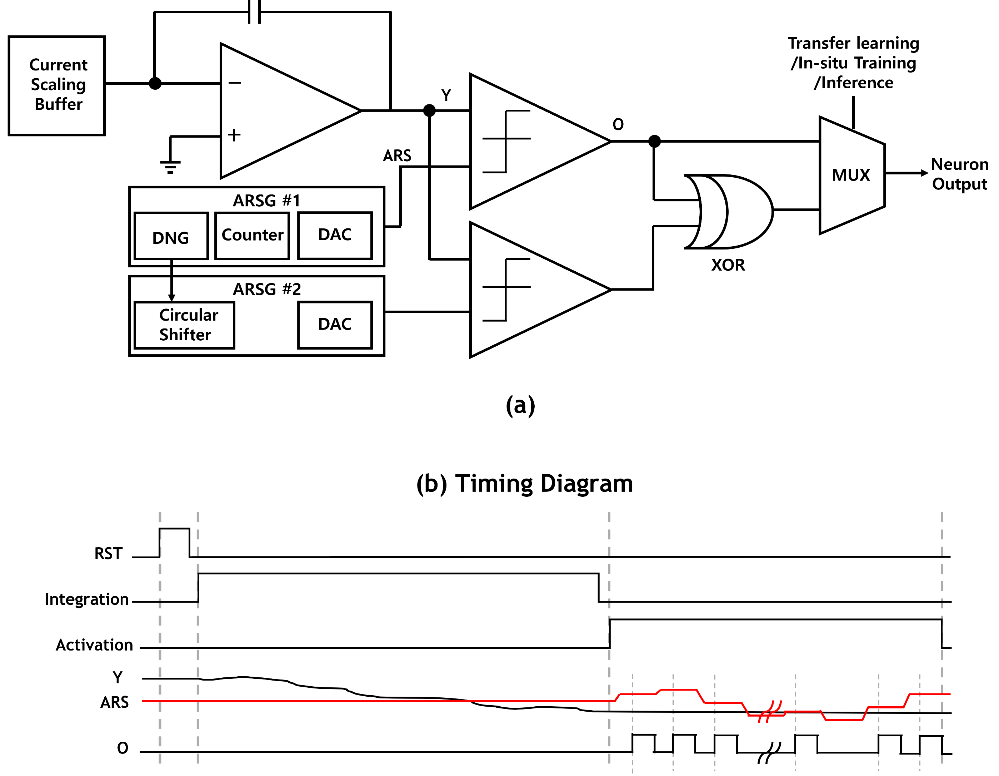 Current
Scaling
Buffer
−
+
Y
ARS
O
Transfer learning
/In-situ Training
/Inference
MUX
Neuron
Output
XOR
ARSG #1
DNG
Counter
DAC
ARSG #2
Circular
Shifter
DAC
(a)
(b) Timing Diagram
RST
Integration
Activation
Y
ARS
O